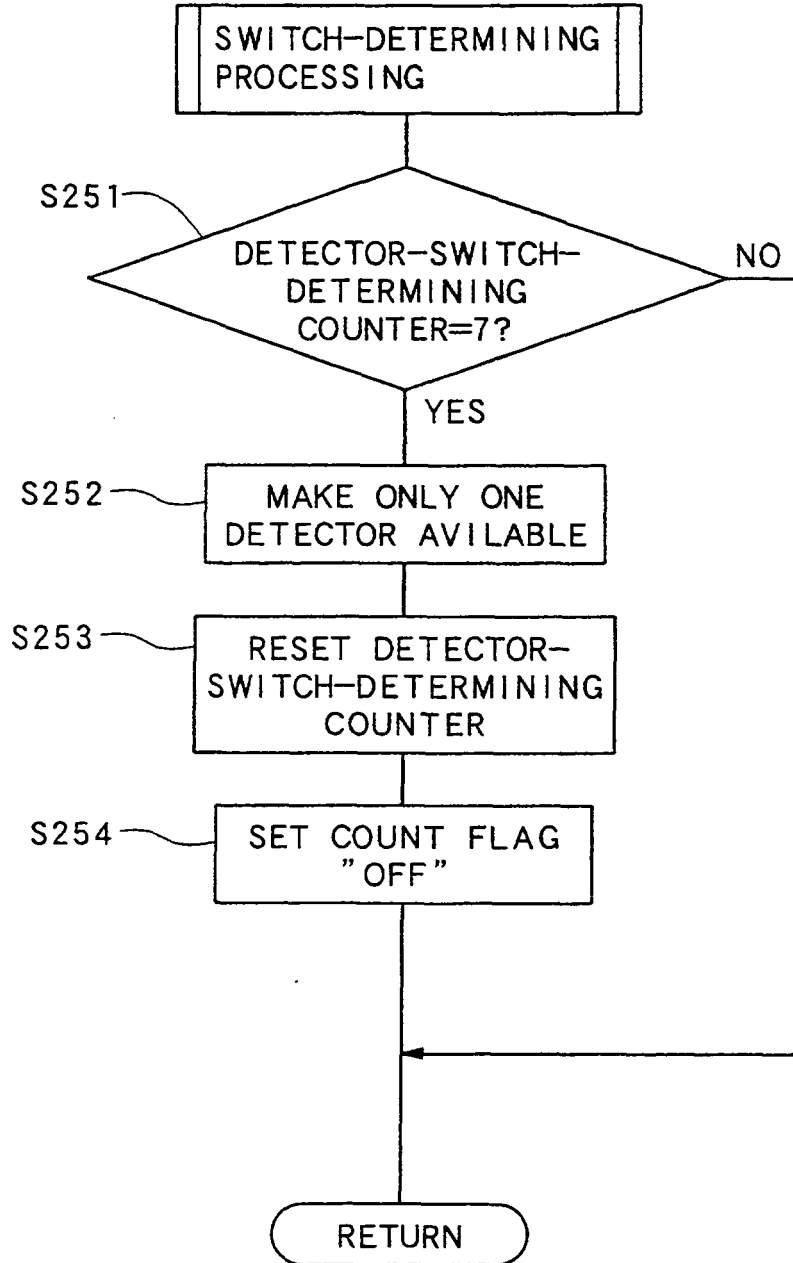 SWITCH-DETERMINING
PROCESSING
S251
DETECTOR-SWITCH-
DETERMINING
COUNTER=7?
NO
YES
S252
MAKE ONLY ONE
DETECTOR AVILABLE
S253
RESET DETECTOR-
SWITCH-DETERMINING
COUNTER
S254
SET COUNT FLAG
"OFF"
RETURN